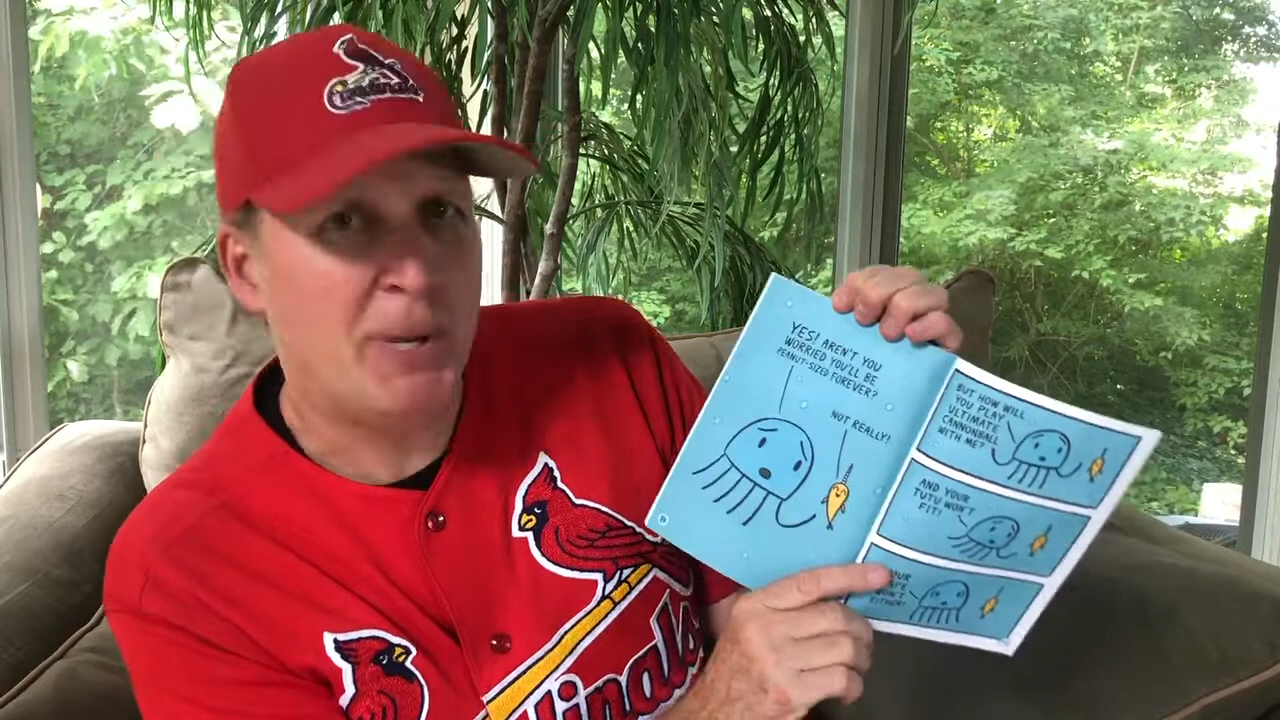 Cardinals
YES! AREN'T YOU
WORRIED YOU'LL BE
PEANUT-SIZED FOREVER?
NOT REALLY!
BUT HOW WILL
YOU PLAY
ULTIMATE
CANNONBALL
WITH ME?
AND YOUR
TUTU WON'T
FIT!
WON'T
EITHER!
dinals